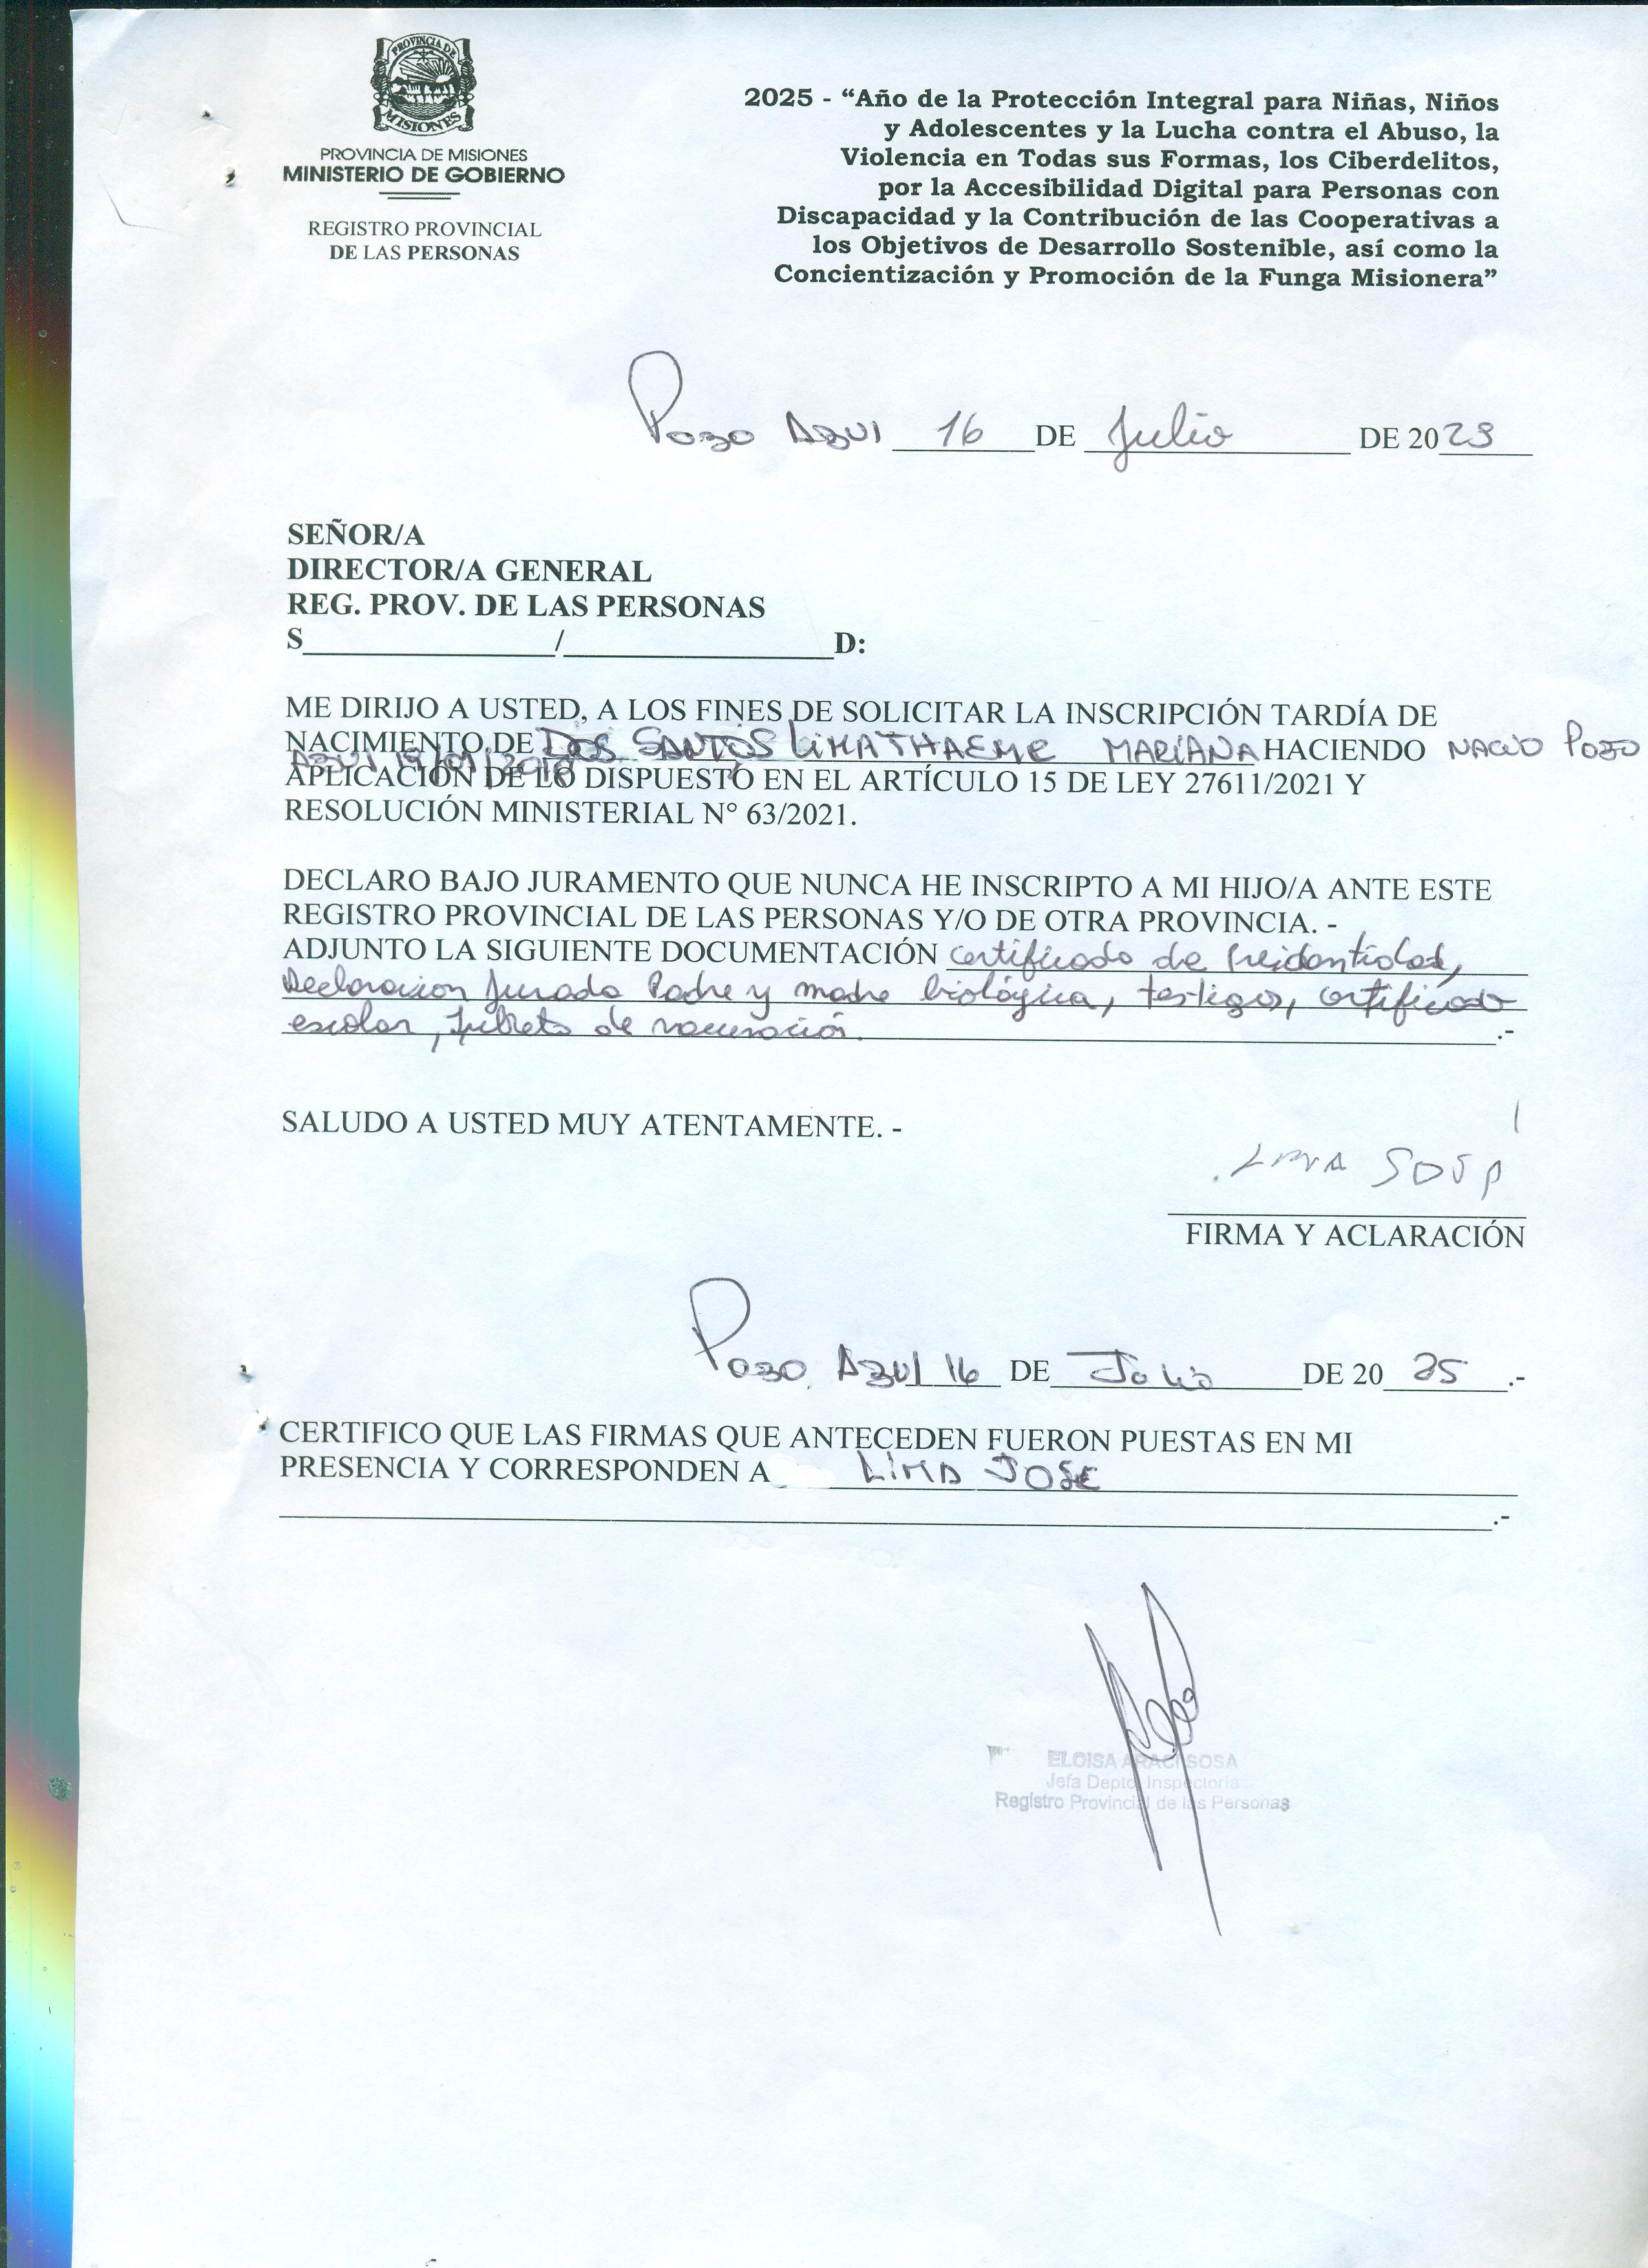 PROVINCIA DE
MISIONES
PROVINCIA DE MISIONES
MINISTERIO DE GOBIERNO
REGISTRO PROVINCIAL
DE LAS PERSONAS
2025 - “Año de la Protección Integral para Niñas, Niños
y Adolescentes y la Lucha contra el Abuso, la
Violencia en Todas sus Formas, los Ciberdelitos,
por la Accesibilidad Digital para Personas con
Discapacidad y la Contribución de las Cooperativas a
los Objetivos de Desarrollo Sostenible, así como la
Concientización y Promoción de la Funga Misionera”
Pozo Azul 16 DE Julio DE 20
SEÑOR/A
DIRECTOR/A GENERAL
REG. PROV. DE LAS PERSONAS
S____/____D:
ME DIRIJO A USTED, A LOS FINES DE SOLICITAR LA INSCRIPCIÓN TARDÍA DE
NACIMIENTO DE DOS SANTOS LIMA MARIANA HACIENDO NACIO POZO
AZUL
APLICACIÓN DE LO DISPUESTO EN EL ARTÍCULO 15 DE LEY 27611/2021 Y
RESOLUCIÓN MINISTERIAL N° 63/2021.
DECLARO BAJO JURAMENTO QUE NUNCA HE INSCRIPTO A MI HIJO/A ANTE ESTE
REGISTRO PROVINCIAL DE LAS PERSONAS Y/O DE OTRA PROVINCIA. -
ADJUNTO LA SIGUIENTE DOCUMENTACIÓN certificado de
Declaracion Jurada Padre y madre biológica, testigos, certificado
escolar, de vacunación.
.-
SALUDO A USTED MUY ATENTAMENTE. -
LIMA
FIRMA Y ACLARACIÓN
Pozo Azul 16 DE Julio DE 20 25 .-
CERTIFICO QUE LAS FIRMAS QUE ANTECEDEN FUERON PUESTAS EN MI
PRESENCIA Y CORRESPONDEN A LIMA JOSE
.-
ELOISA ARACI SOSA
Jefa Depto. Inspectoria
Registro Provincial de las Personas